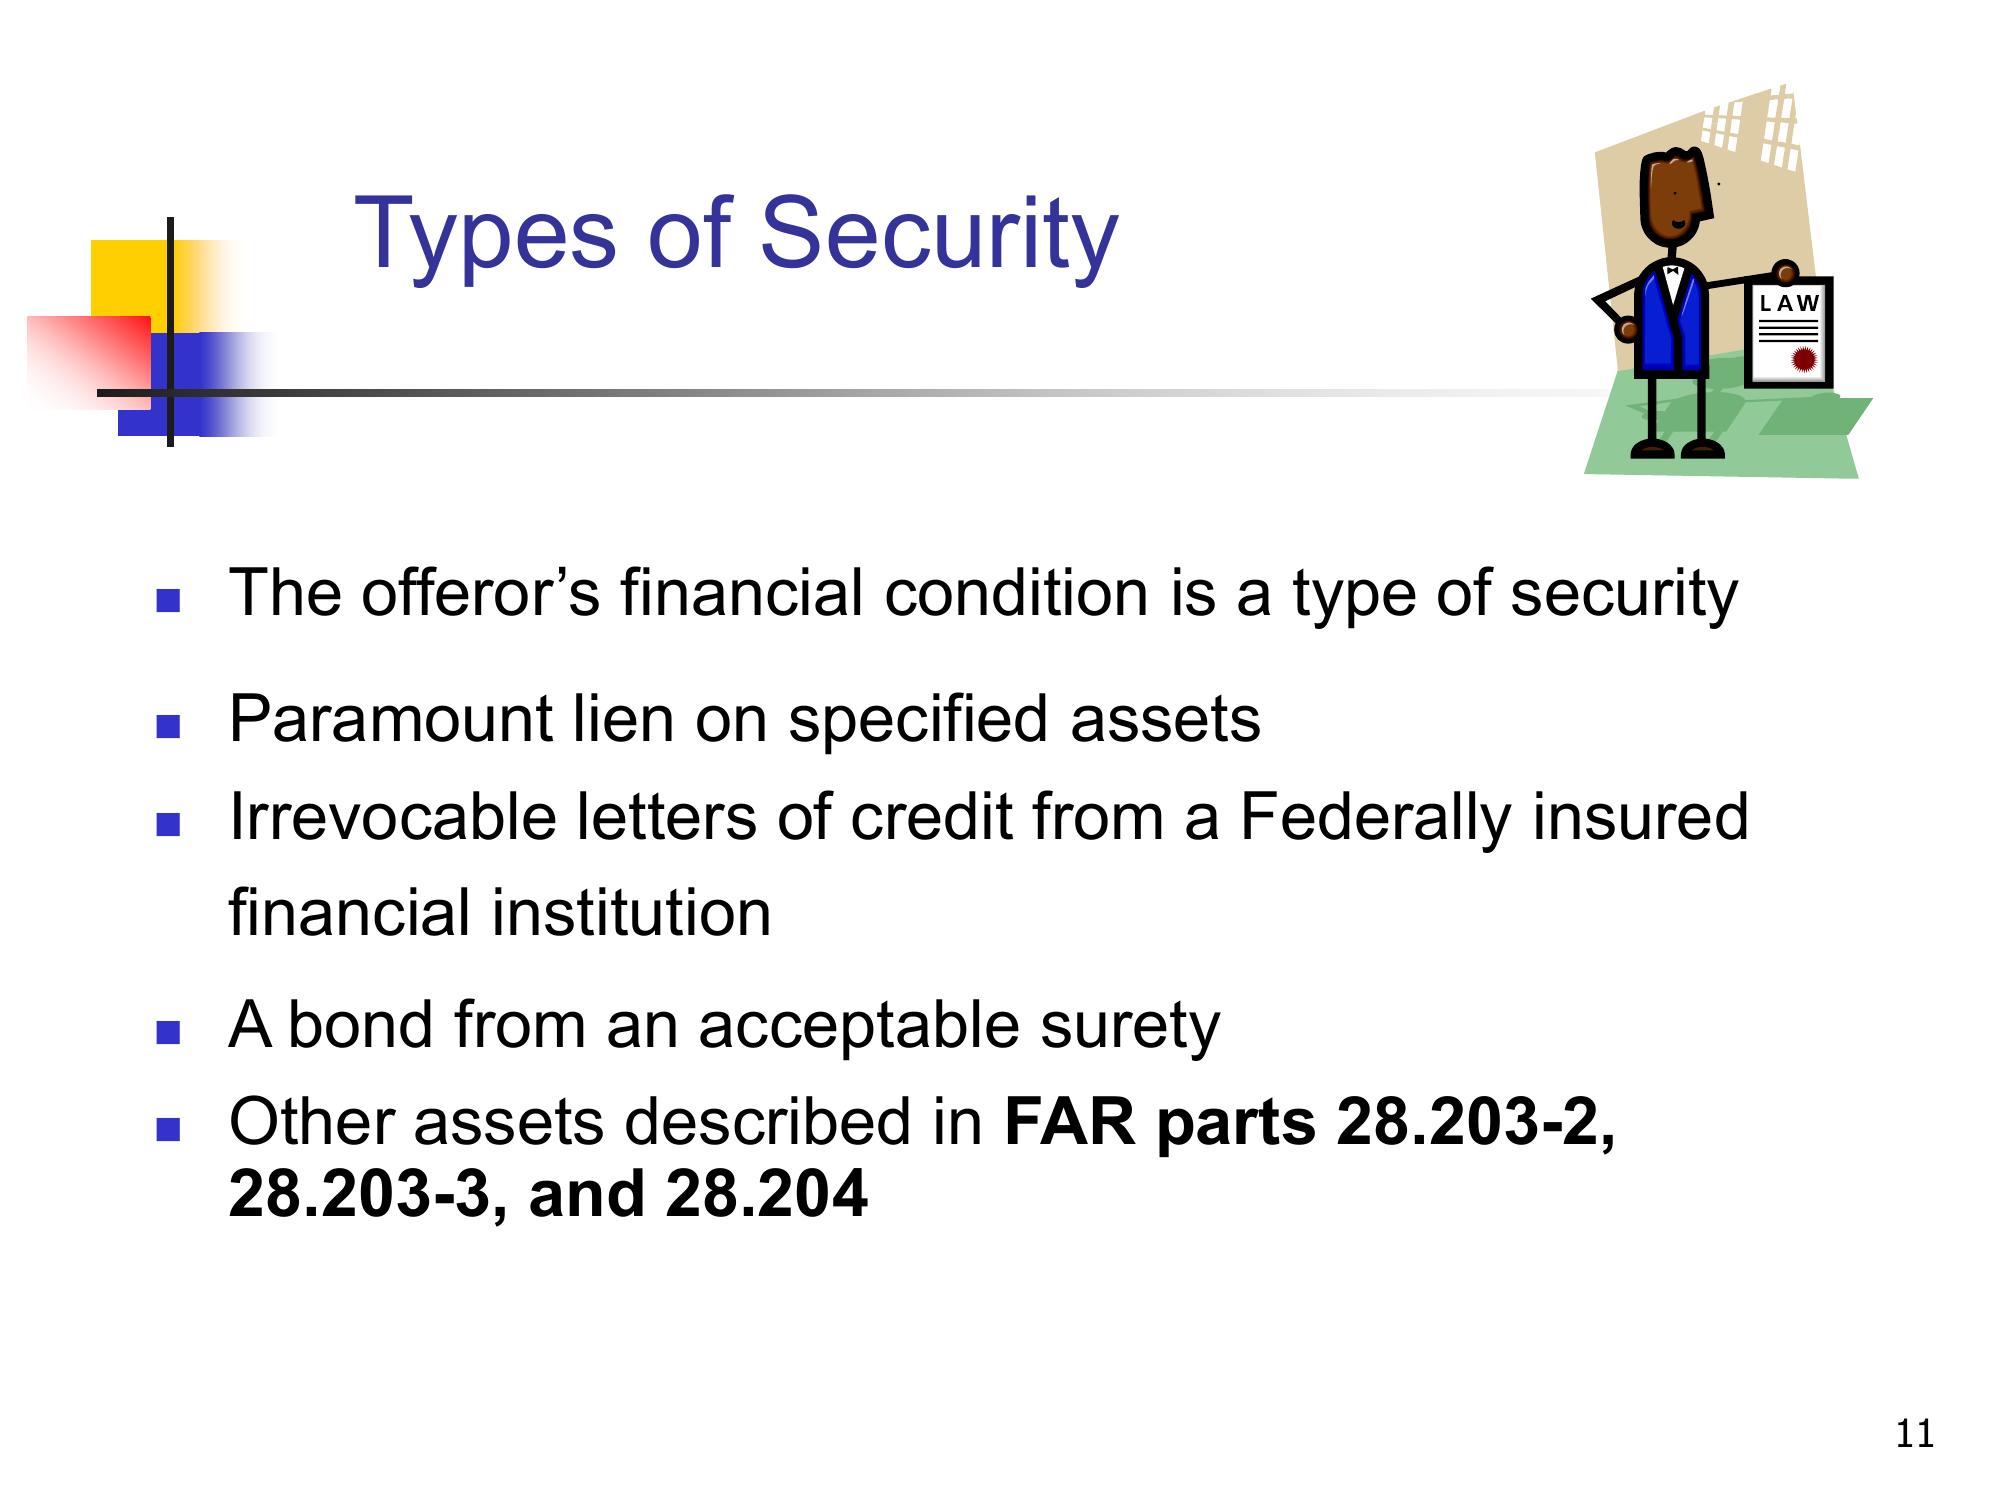 Types of Security
LAW
The offeror’s financial condition is a type of security
Paramount lien on specified assets
Irrevocable letters of credit from a Federally insured
financial institution
A bond from an acceptable surety
Other assets described in FAR parts 28.203-2,
28.203-3, and 28.204
11